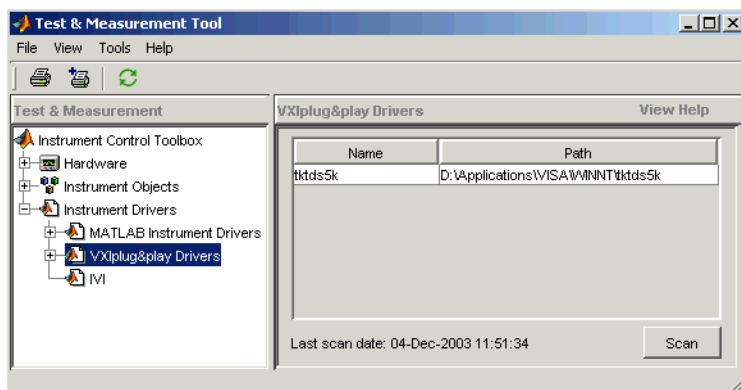 Test & Measurement Tool
File View Tools Help
Test & Measurement
Instrument Control Toolbox
Hardware
Instrument Objects
Instrument Drivers
MATLAB Instrument Drivers
VXIplug&play Drivers
IVI
VXIplug&play Drivers View Help
Name Path
tktds5k D:\Applications\VISA\WINNT\tktds5k
Last scan date: 04-Dec-2003 11:51:34 Scan